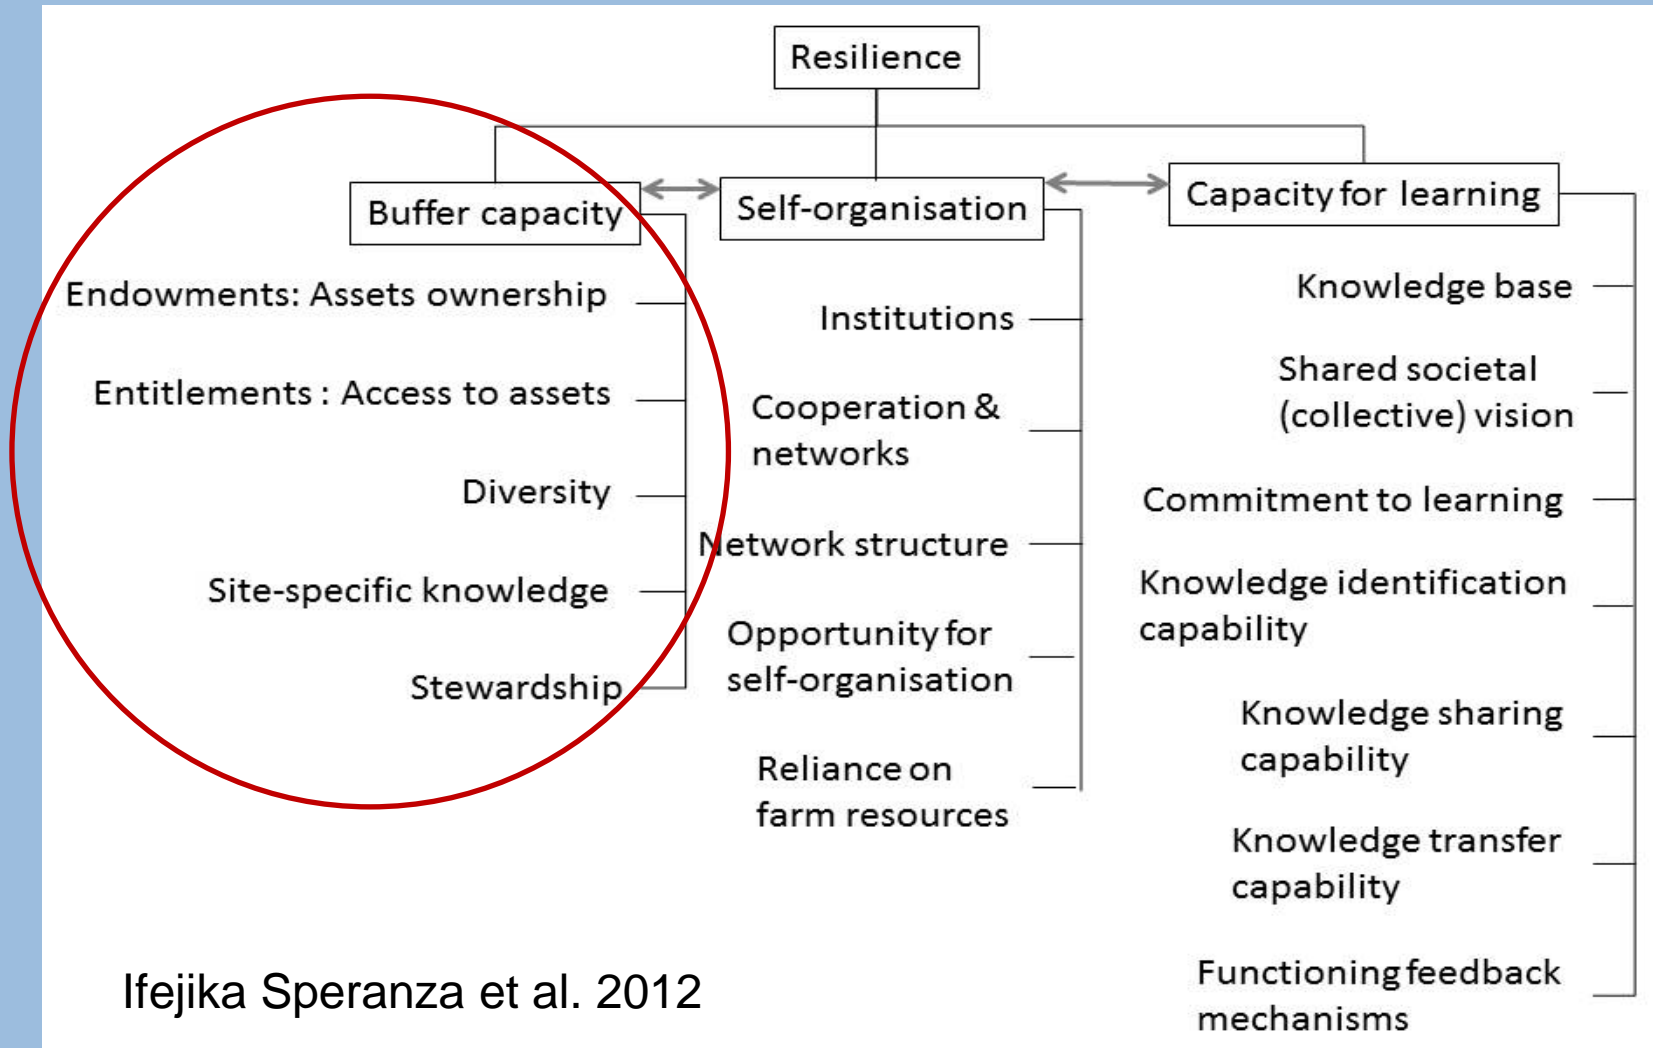 Resilience
Buffer capacity
Endowments: Assets ownership
Entitlements : Access to assets
Diversity
Site-specific knowledge
Stewardship
Self-organisation
Institutions
Cooperation &
networks
Network structure
Opportunity for
self-organisation
Reliance on
farm resources
Capacity for learning
Knowledge base
Shared societal
(collective) vision
Commitment to learning
Knowledge identification
capability
Knowledge sharing
capability
Knowledge transfer
capability
Functioning feedback
mechanisms
Ifejika Speranza et al. 2012